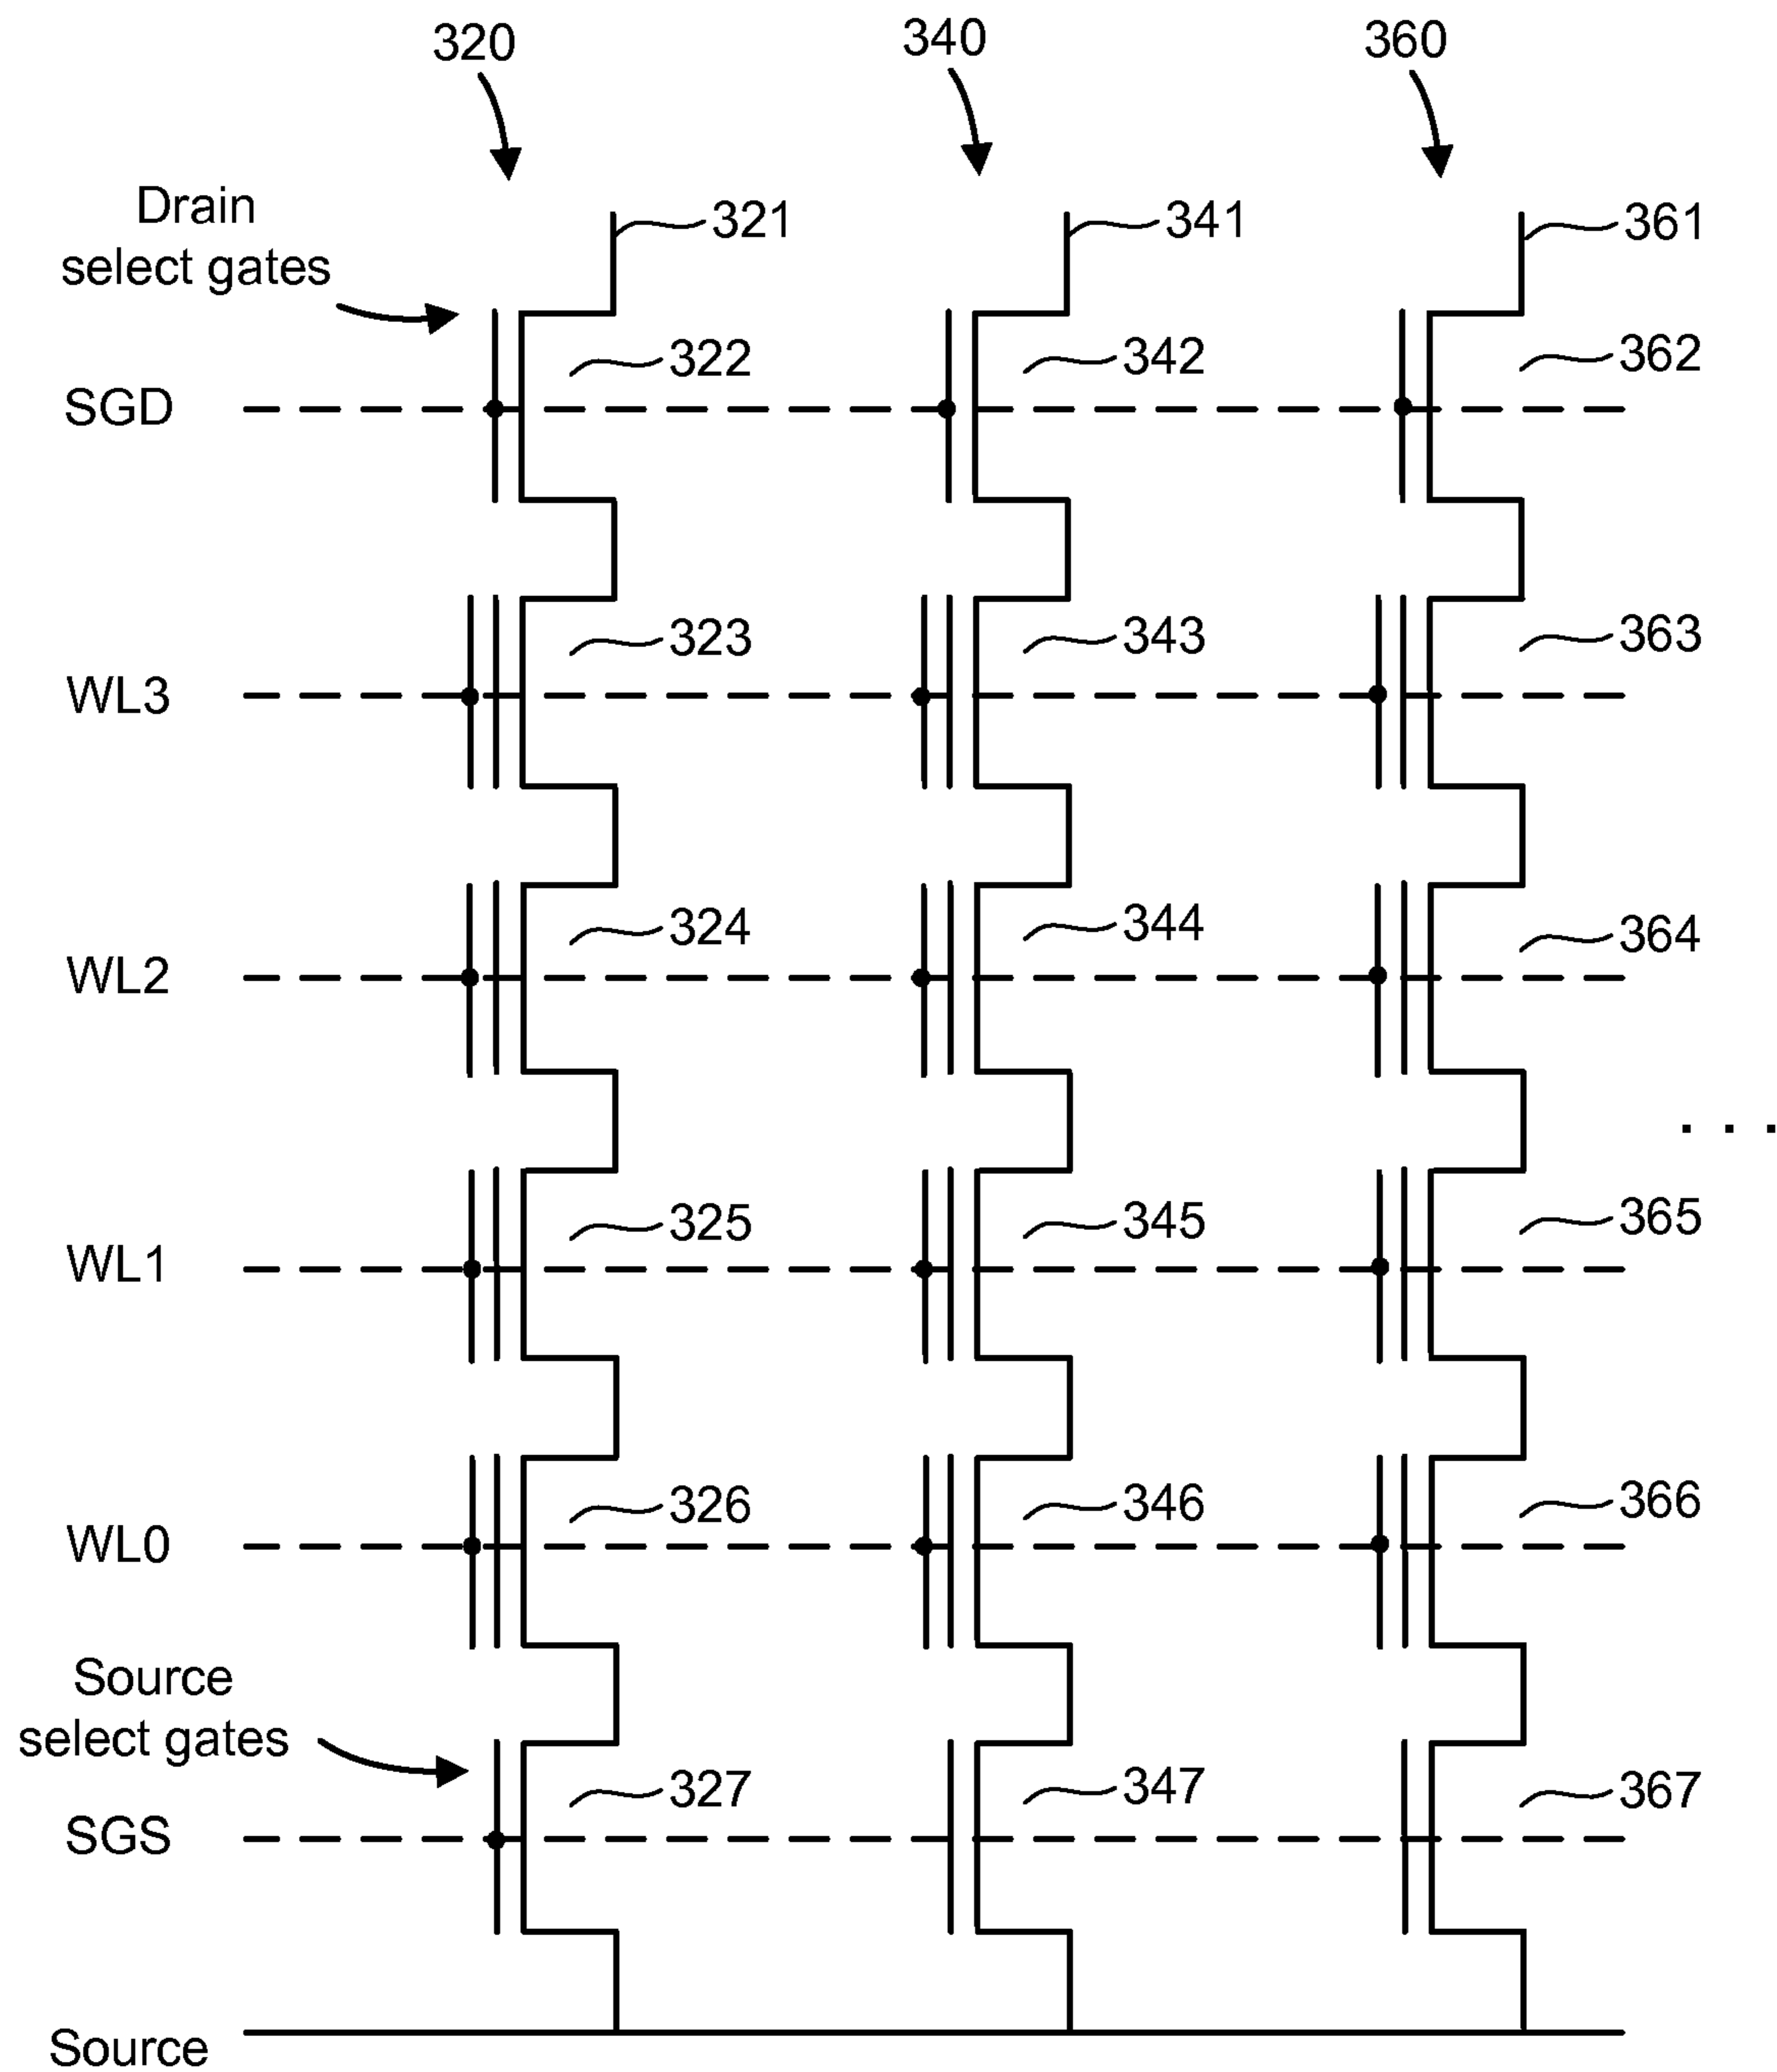 320 340 360
Drain
select gates
321 341 361
322 342 362
SGD
323 343 363
WL3
324 344 364
WL2
. . .
325 345 365
WL1
326 346 366
WL0
Source
select gates
327 347 367
SGS
Source